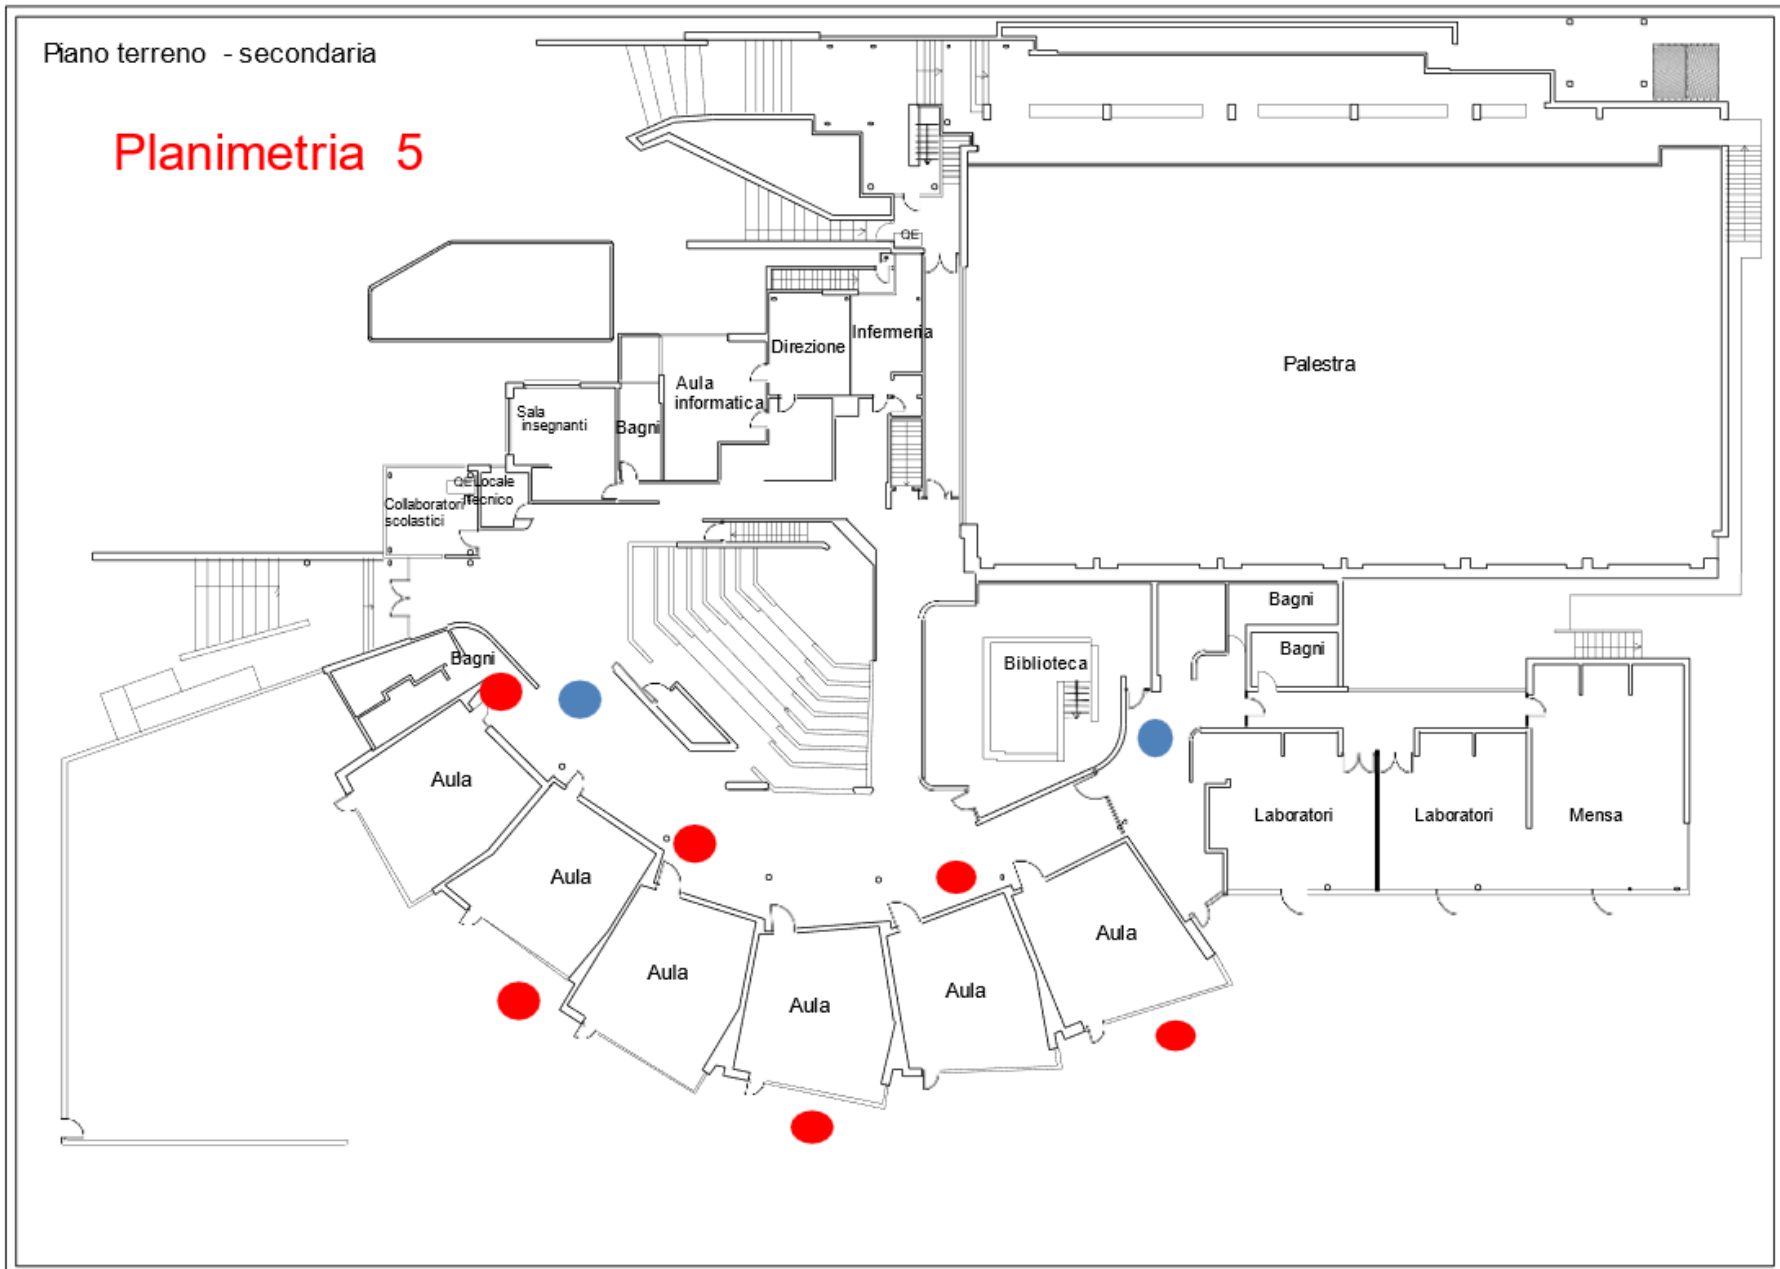 Piano terreno - secondaria
Planimetria 5
QE
Infermeria
Direzione
Palestra
Aula
informatica
Sala
insegnanti
Bagni
QE Locale
Tecnico
Collaboratori
scolastici
Bagni
Bagni
Bagni
Biblioteca
Aula
Laboratori
Laboratori
Mensa
Aula
Aula
Aula
Aula
Aula